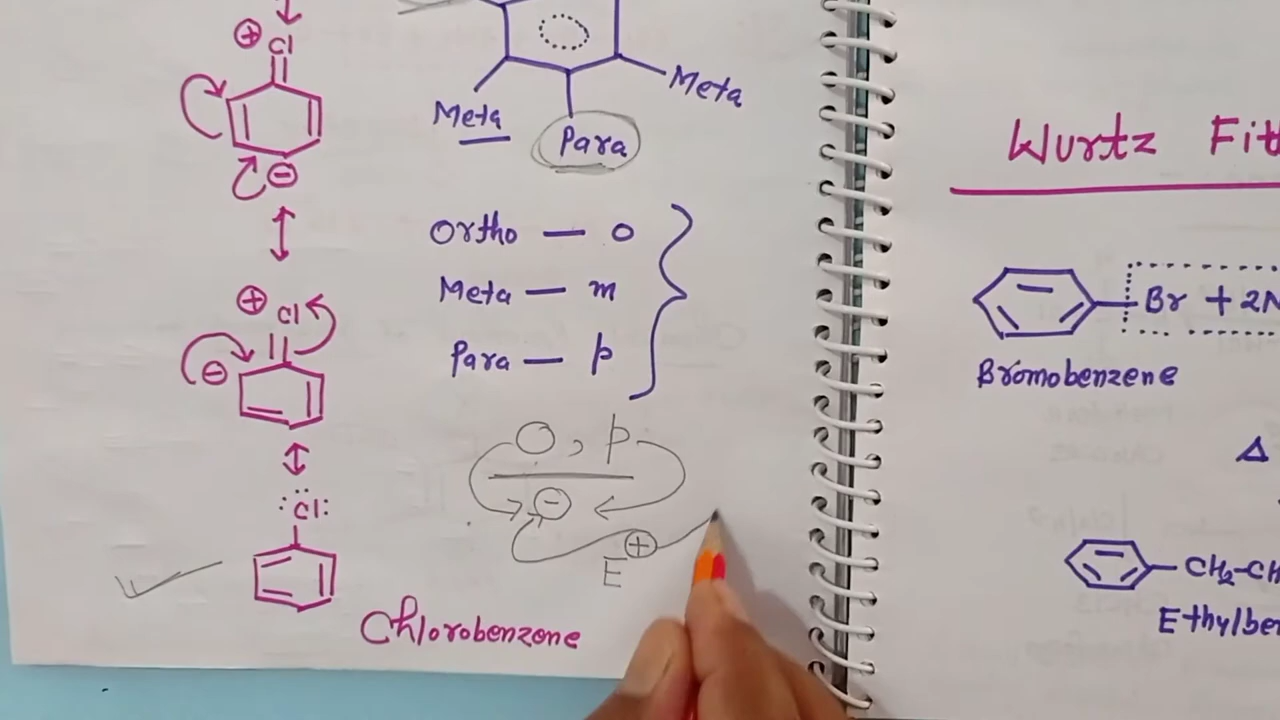 ⊕
Cl
Meta
Meta
Para
⊖
Ortho — o
Meta — m
Para — p
⊕ Cl
⊖
O, p
⊖
E⊕
:Cl:
Chlorobenzene
Wurtz Fit
Br + 2N
Bromobenzene
Δ
CH₂-CH
Ethylben